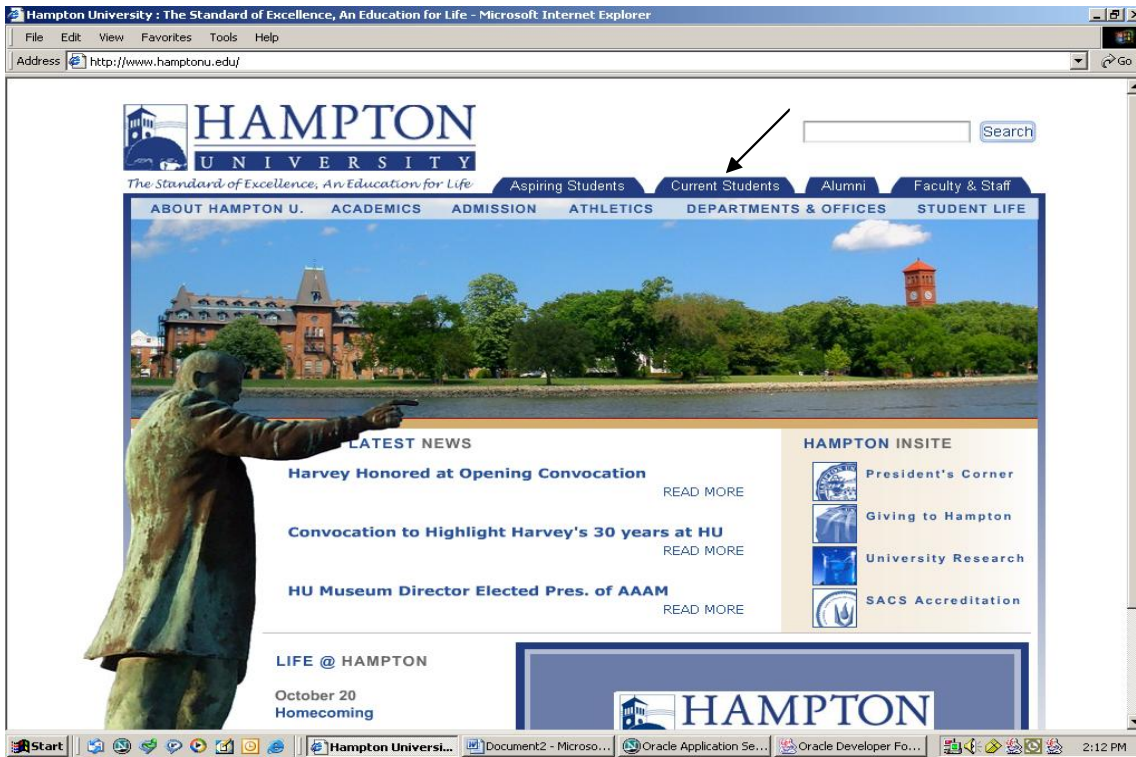 Hampton University : The Standard of Excellence, An Education for Life - Microsoft Internet Explorer
File Edit View Favorites Tools Help
Address http://www.hamptonu.edu/ Go
HAMPTON
UNIVERSITY
The Standard of Excellence, An Education for Life
Search
Aspiring Students Current Students Alumni Faculty & Staff
ABOUT HAMPTON U. ACADEMICS ADMISSION ATHLETICS DEPARTMENTS & OFFICES STUDENT LIFE
LATEST NEWS
Harvey Honored at Opening Convocation
READ MORE
Convocation to Highlight Harvey's 30 years at HU
READ MORE
HU Museum Director Elected Pres. of AAAM
READ MORE
HAMPTON INSITE
President's Corner
Giving to Hampton
University Research
SACS Accreditation
LIFE @ HAMPTON
October 20
Homecoming
HAMPTON
Start Hampton Universi... Document2 - Microso... Oracle Application Se... Oracle Developer Fo... 2:12 PM